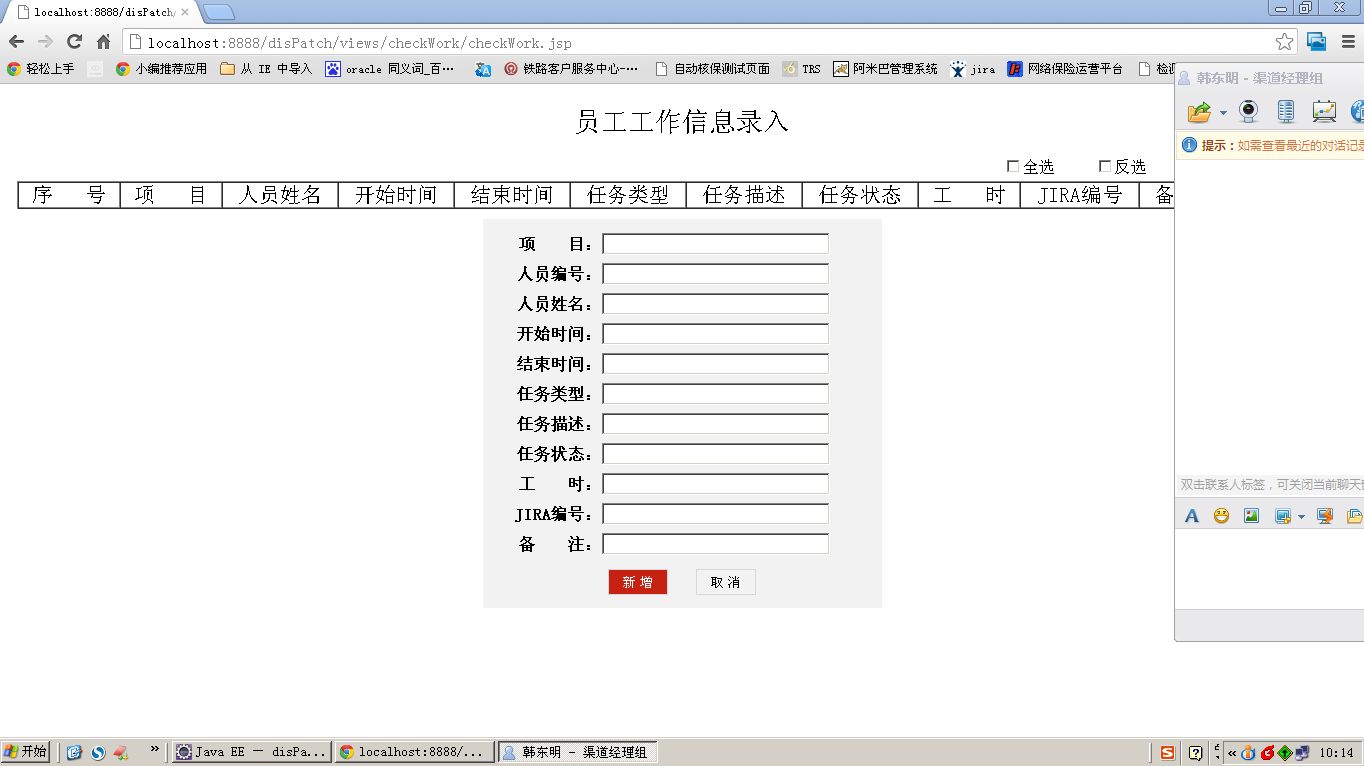 localhost:8888/disPatch/
localhost:8888/disPatch/views/checkWork/checkWork.jsp
轻松上手 小编推荐应用 从 IE 中导入 oracle 同义词_百… 铁路客户服务中心-… 自动核保测试页面 TRS 阿米巴管理系统 jira 网络保险运营平台
韩东明 - 渠道经理组
员工工作信息录入
提示：如需查看最近的对话记录
全选 反选
序 号 项 目 人员姓名 开始时间 结束时间 任务类型 任务描述 任务状态 工 时 JIRA编号 备
项 目：
人员编号：
人员姓名：
开始时间：
结束时间：
任务类型：
任务描述：
任务状态：
工 时：
JIRA编号：
备 注：
双击联系人标签，可关闭当前聊天
新 增 取 消
开始 Java EE - disPa... localhost:8888/... 韩东明 - 渠道经理组 10:14